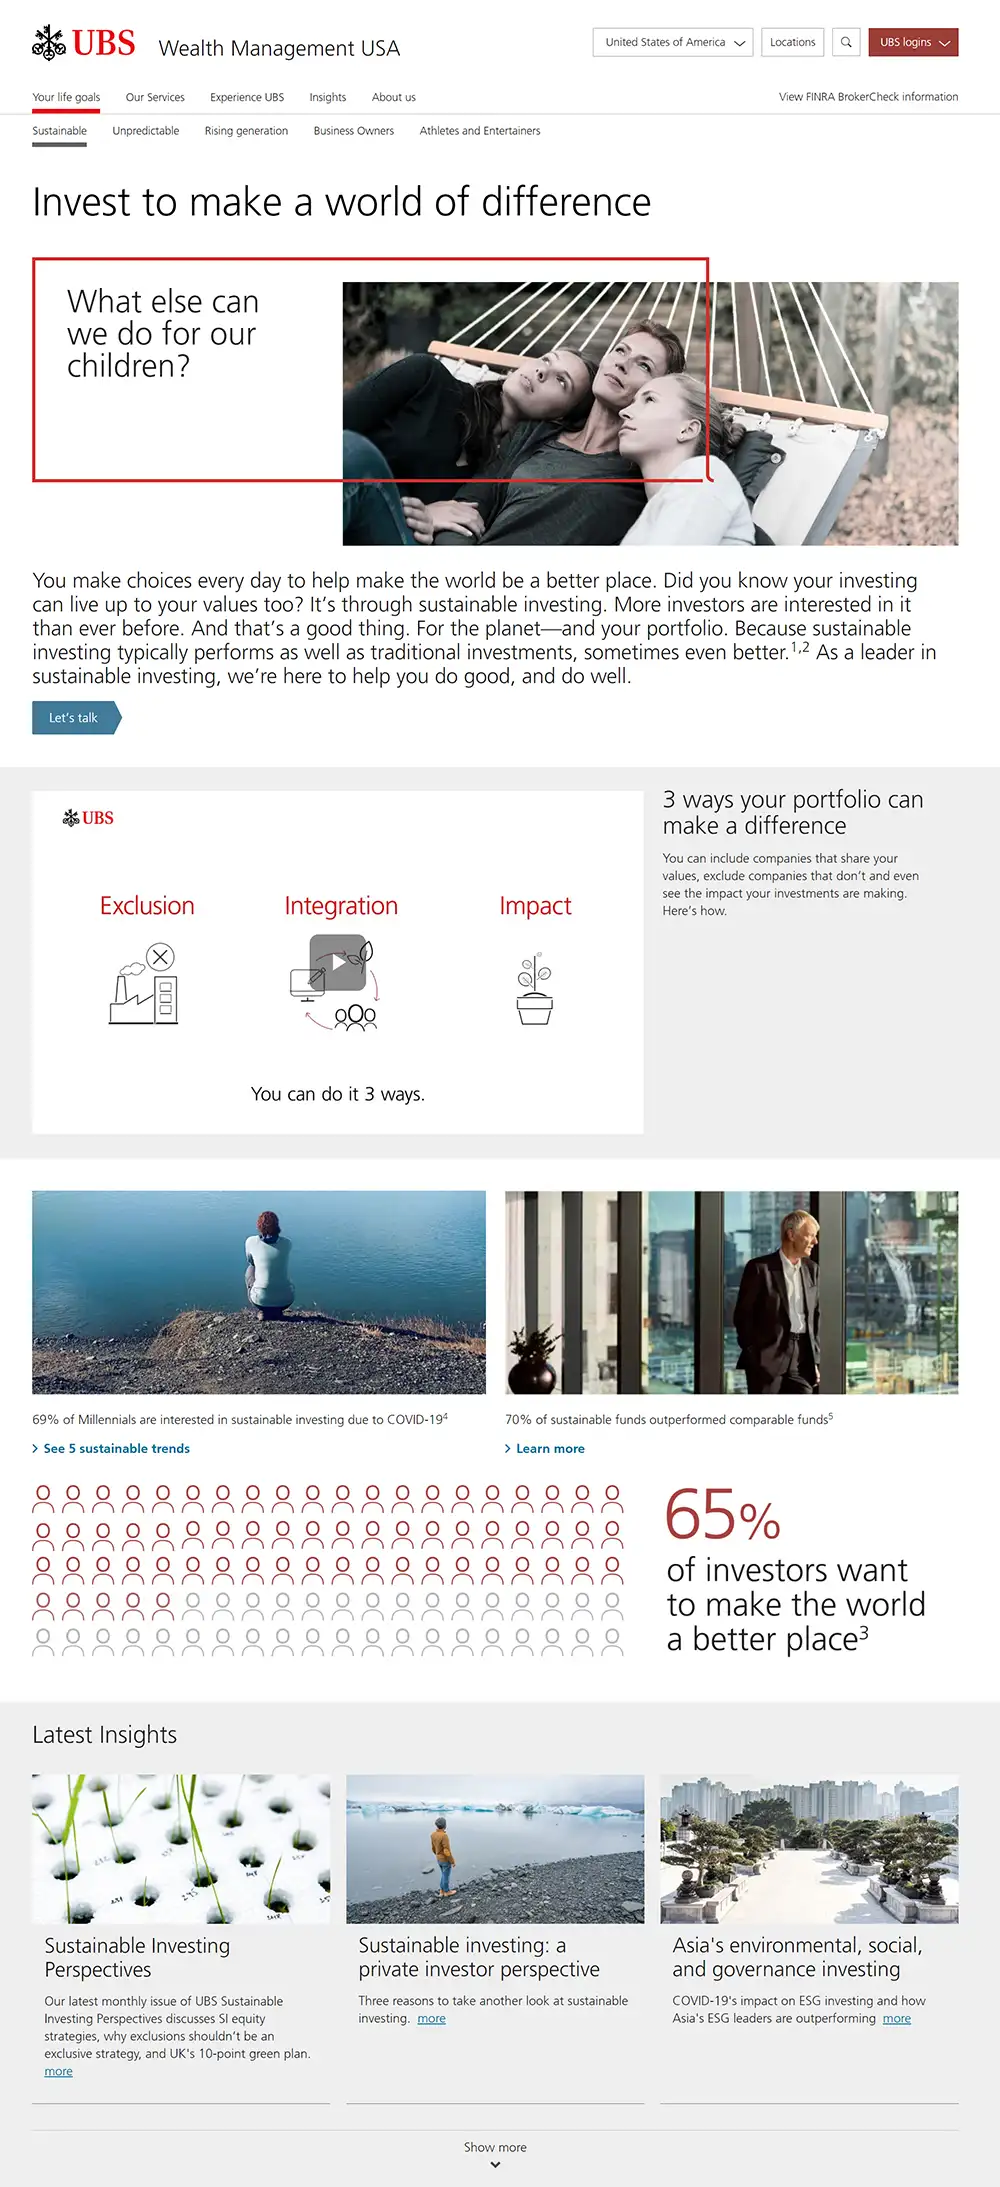 UBS Wealth Management USA
United States of America
Locations
UBS logins
Your life goals
Our Services
Experience UBS
Insights
About us
View FINRA BrokerCheck information
Sustainable
Unpredictable
Rising generation
Business Owners
Athletes and Entertainers
Invest to make a world of difference
What else can
we do for our
children?
You make choices every day to help make the world be a better place. Did you know your investing
can live up to your values too? It’s through sustainable investing. More investors are interested in it
than ever before. And that’s a good thing. For the planet—and your portfolio. Because sustainable
investing typically performs as well as traditional investments, sometimes even better.1,2 As a leader in
sustainable investing, we’re here to help you do good, and do well.
Let’s talk
UBS
Exclusion
Integration
Impact
You can do it 3 ways.
3 ways your portfolio can
make a difference
You can include companies that share your
values, exclude companies that don’t and even
see the impact your investments are making.
Here’s how.
69% of Millennials are interested in sustainable investing due to COVID-194
See 5 sustainable trends
70% of sustainable funds outperformed comparable funds5
Learn more
65%
of investors want
to make the world
a better place3
Latest Insights
Sustainable Investing
Perspectives
Our latest monthly issue of UBS Sustainable
Investing Perspectives discusses SI equity
strategies, why exclusions shouldn’t be an
exclusive strategy, and UK's 10-point green plan.
more
Sustainable investing: a
private investor perspective
Three reasons to take another look at sustainable
investing. more
Asia's environmental, social,
and governance investing
COVID-19's impact on ESG investing and how
Asia's ESG leaders are outperforming more
Show more